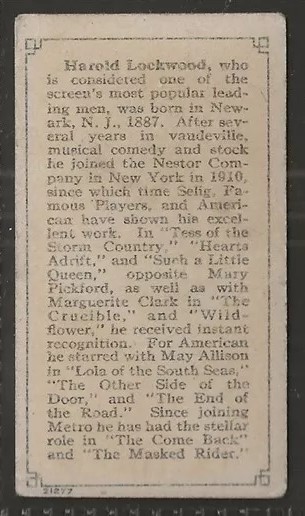 Harold Lockwood, who
is considered one of the
screen's most popular lead-
ing men, was born in New-
ark, N. J., 1887. After sev-
eral years in vaudeville,
musical comedy and stock
he joined the Nestor Com-
pany in New York in 1910,
since which time Selig, Fa-
mous Players, and Ameri-
can have shown his excel-
lent work. In "Tess of the
Storm Country," "Hearts
Adrift," and "Such a Little
Queen," opposite Mary
Pickford, as well as with
Marguerite Clark in "The
Crucible," and "Wild-
flower," he received instant
recognition. For American
he starred with May Allison
in "Lola of the South Seas,"
"The Other Side of the
Door," and "The End of
the Road." Since joining
Metro he has had the stellar
role in "The Come Back"
and "The Masked Rider."
21277